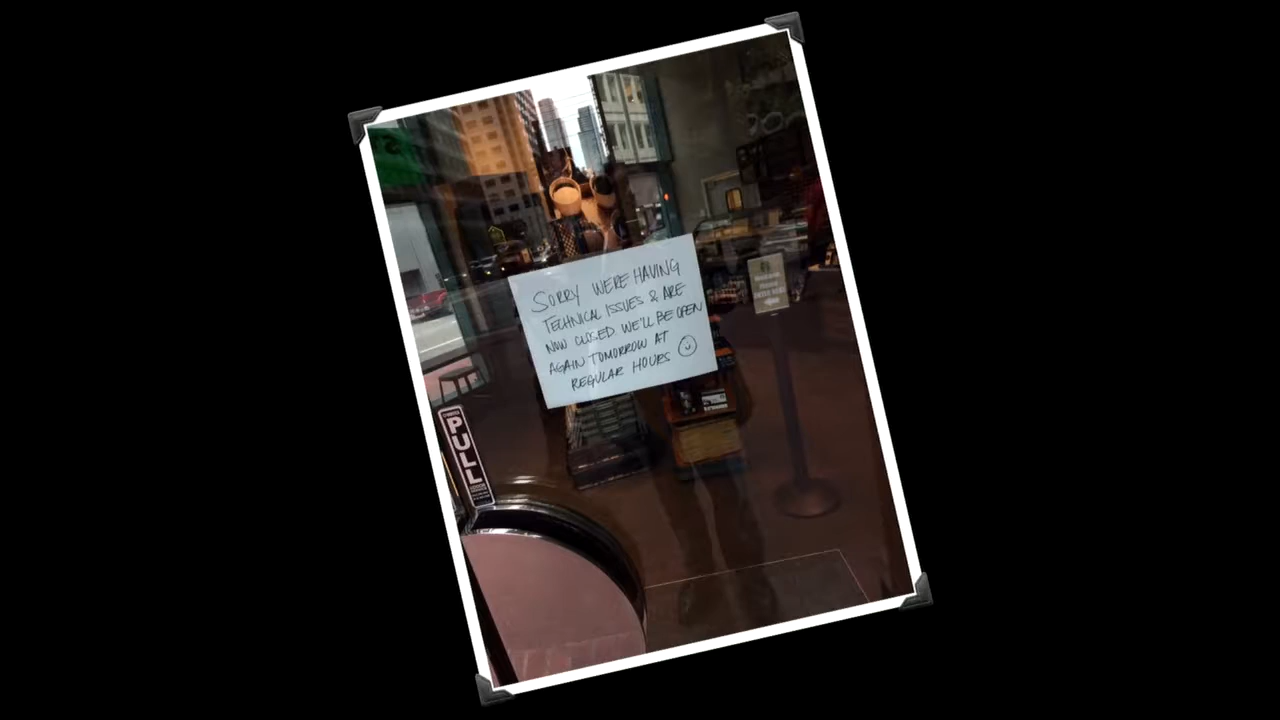 SORRY WE'RE HAVING
TECHNICAL ISSUES & ARE
NOW CLOSED WE'LL BE OPEN
AGAIN TOMORROW AT
REGULAR HOURS
PULL